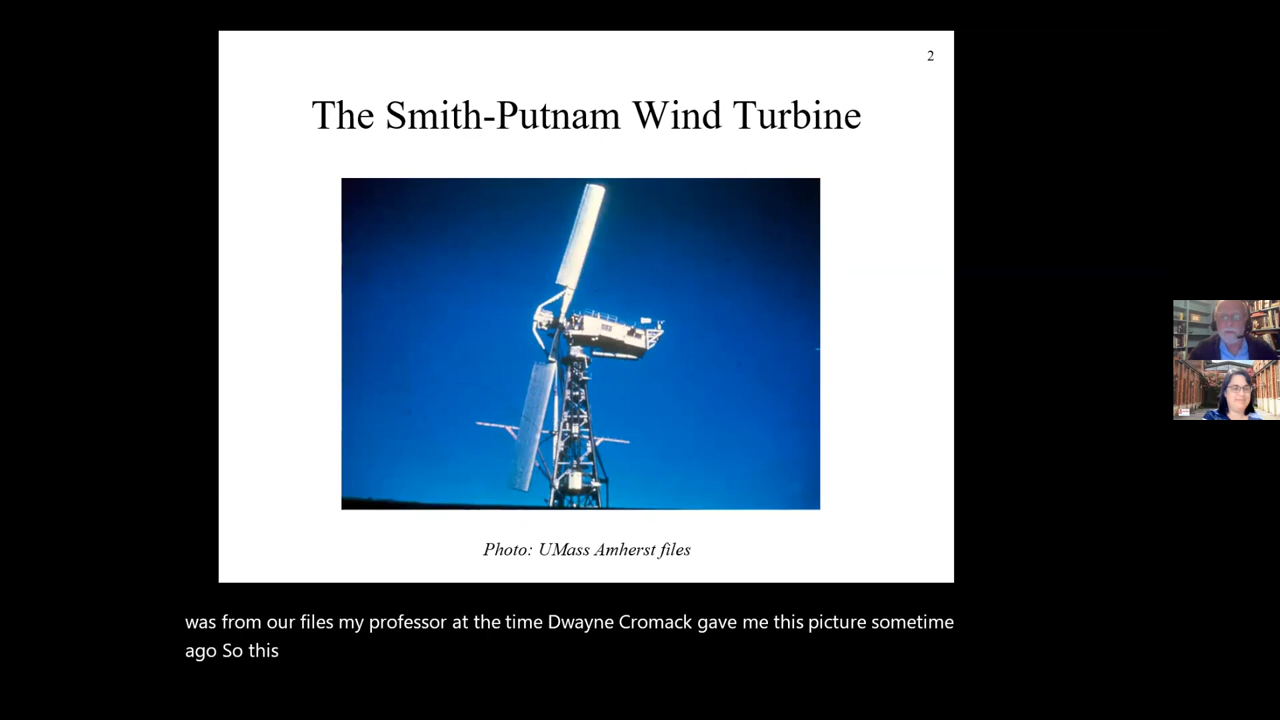 2
The Smith-Putnam Wind Turbine
Photo: UMass Amherst files
was from our files my professor at the time Dwayne Cromack gave me this picture sometime
ago So this